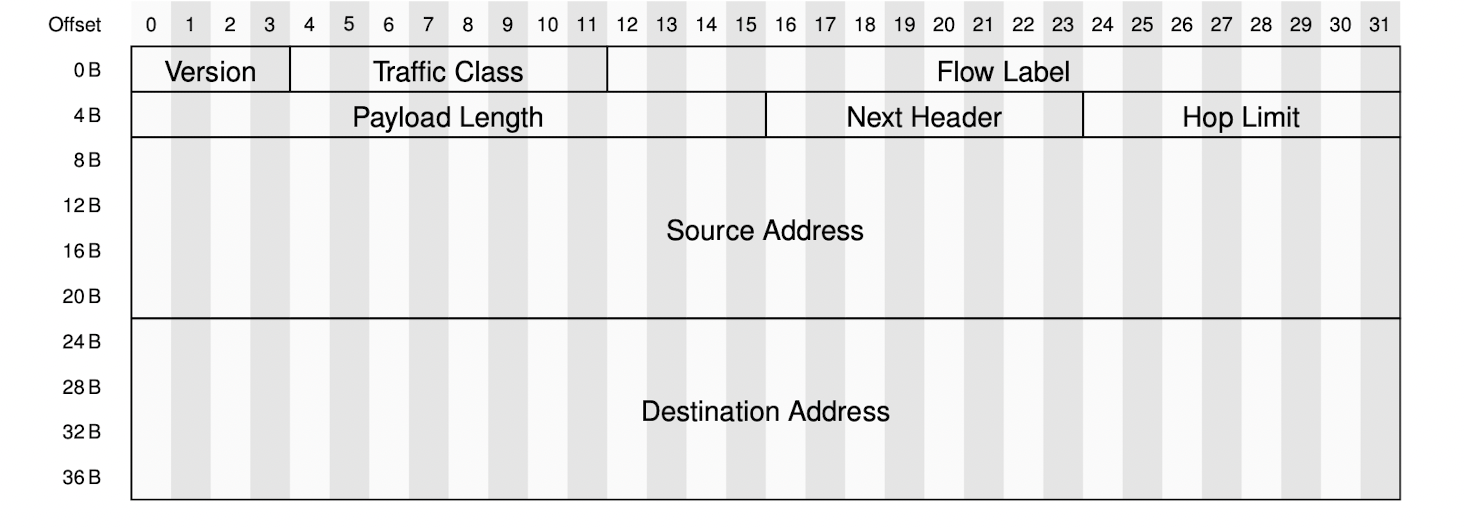 Offset 0 1 2 3 4 5 6 7 8 9 10 11 12 13 14 15 16 17 18 19 20 21 22 23 24 25 26 27 28 29 30 31
0 B Version Traffic Class Flow Label
4 B Payload Length Next Header Hop Limit
8 B
12 B
Source Address
16 B
20 B
24 B
28 B
Destination Address
32 B
36 B